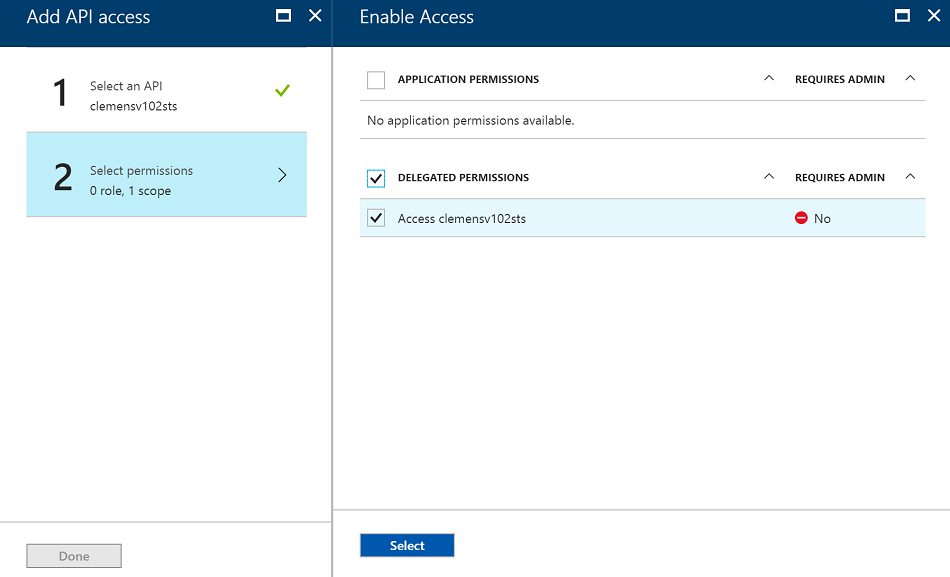 Add API access
1
Select an API
clemensv102sts
2
Select permissions
0 role, 1 scope
Done
Enable Access
APPLICATION PERMISSIONS REQUIRES ADMIN
No application permissions available.
DELEGATED PERMISSIONS REQUIRES ADMIN
Access clemensv102sts No
Select